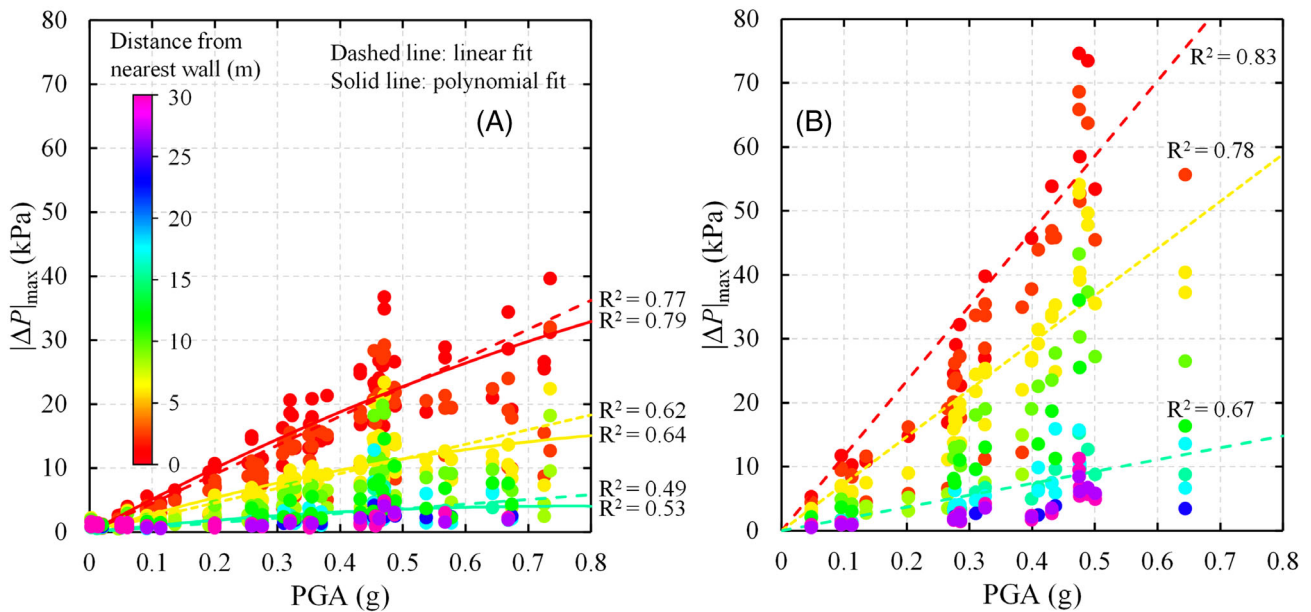 80
70
60
50
40
30
20
10
0
|ΔP|max (kPa)
Distance from
nearest wall (m)
30
25
20
15
10
5
0
Dashed line: linear fit
Solid line: polynomial fit
(A)
R² = 0.77
R² = 0.79
R² = 0.62
R² = 0.64
R² = 0.49
R² = 0.53
0 0.1 0.2 0.3 0.4 0.5 0.6 0.7 0.8
PGA (g)
80
70
60
50
40
30
20
10
0
|ΔP|max (kPa)
(B)
R² = 0.83
R² = 0.78
R² = 0.67
0 0.1 0.2 0.3 0.4 0.5 0.6 0.7 0.8
PGA (g)